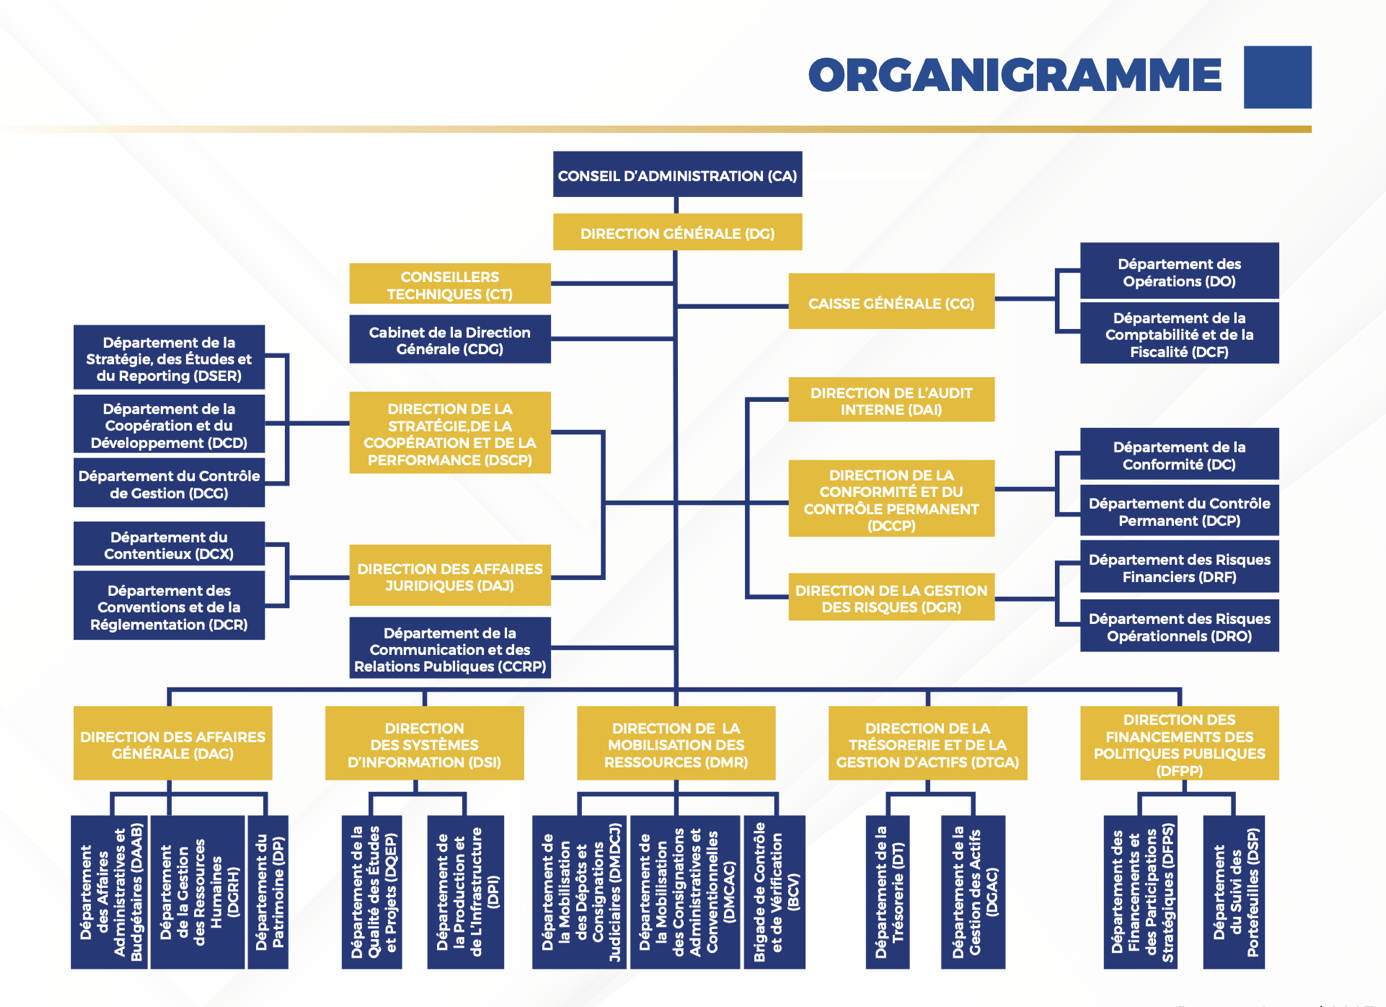 ORGANIGRAMME
CONSEIL D'ADMINISTRATION (CA)
DIRECTION GÉNÉRALE (DG)
CONSEILLERS
TECHNIQUES (CT)
Cabinet de la Direction
Générale (CDG)
CAISSE GÉNÉRALE (CG)
Département des
Opérations (DO)
Département de la
Comptabilité et de la
Fiscalité (DCF)
Département de la
Stratégie, des Études et
du Reporting (DSER)
Département de la
Coopération et du
Développement (DCD)
Département du Contrôle
de Gestion (DCG)
DIRECTION DE LA
STRATÉGIE,DE LA
COOPÉRATION ET DE LA
PERFORMANCE (DSCP)
DIRECTION DE L'AUDIT
INTERNE (DAI)
DIRECTION DE LA
CONFORMITÉ ET DU
CONTRÔLE PERMANENT
(DCCP)
Département de la
Conformité (DC)
Département du Contrôle
Permanent (DCP)
Département du
Contentieux (DCX)
Département des
Conventions et de la
Réglementation (DCR)
DIRECTION DES AFFAIRES
JURIDIQUES (DAJ)
DIRECTION DE LA GESTION
DES RISQUES (DGR)
Département des Risques
Financiers (DRF)
Département des Risques
Opérationnels (DRO)
Département de la
Communication et des
Relations Publiques (CCRP)
DIRECTION DES AFFAIRES
GÉNÉRALE (DAG)
DIRECTION
DES SYSTÈMES
D'INFORMATION (DSI)
DIRECTION DE LA
MOBILISATION DES
RESSOURCES (DMR)
DIRECTION DE LA
TRÉSORERIE ET DE LA
GESTION D'ACTIFS (DTGA)
DIRECTION DES
FINANCEMENTS DES
POLITIQUES PUBLIQUES
(DFPP)
Département
des Affaires
Administratives et
Budgétaires (DAAB)
Département
de la Gestion
des Ressources
Humaines
(DGRH)
Département du
Patrimoine (DP)
Département de la
Qualité des Études
et Projets (DQEP)
Département de
la Production et
de L'Infrastructure
(DPI)
Département de
la Mobilisation
des Dépôts et
Consignations
Judiciaires (DMDCJ)
Département de
la Mobilisation
des Consignations
Administratives et
Conventionnelles
(DMCAC)
Brigade de Contrôle
et de Vérification
(BCV)
Département de la
Trésorerie (DT)
Département de la
Gestion des Actifs
(DGAC)
Département des
Financements et
des Participations
Stratégiques (DFPS)
Département
du Suivi des
Portefeuilles (DSP)